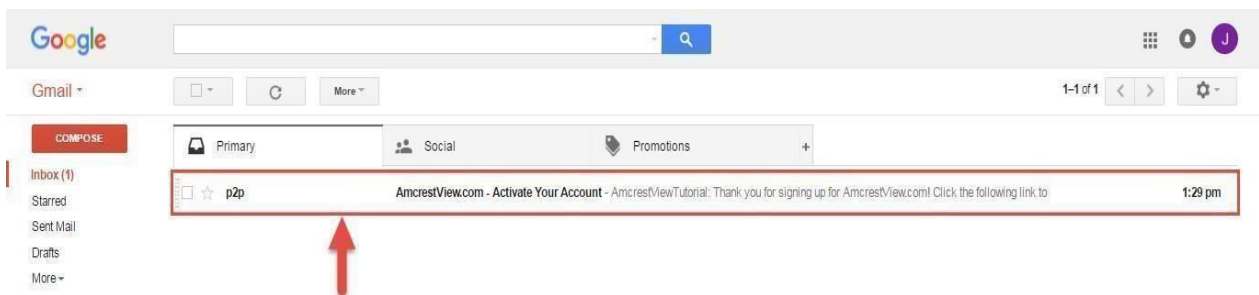 Google
J
Gmail
More
1–1 of 1
COMPOSE
Primary
Social
Promotions
+
Inbox (1)
p2p AmcrestView.com - Activate Your Account - AmcrestViewTutorial: Thank you for signing up for AmcrestView.com! Click the following link to 1:29 pm
Starred
Sent Mail
Drafts
More